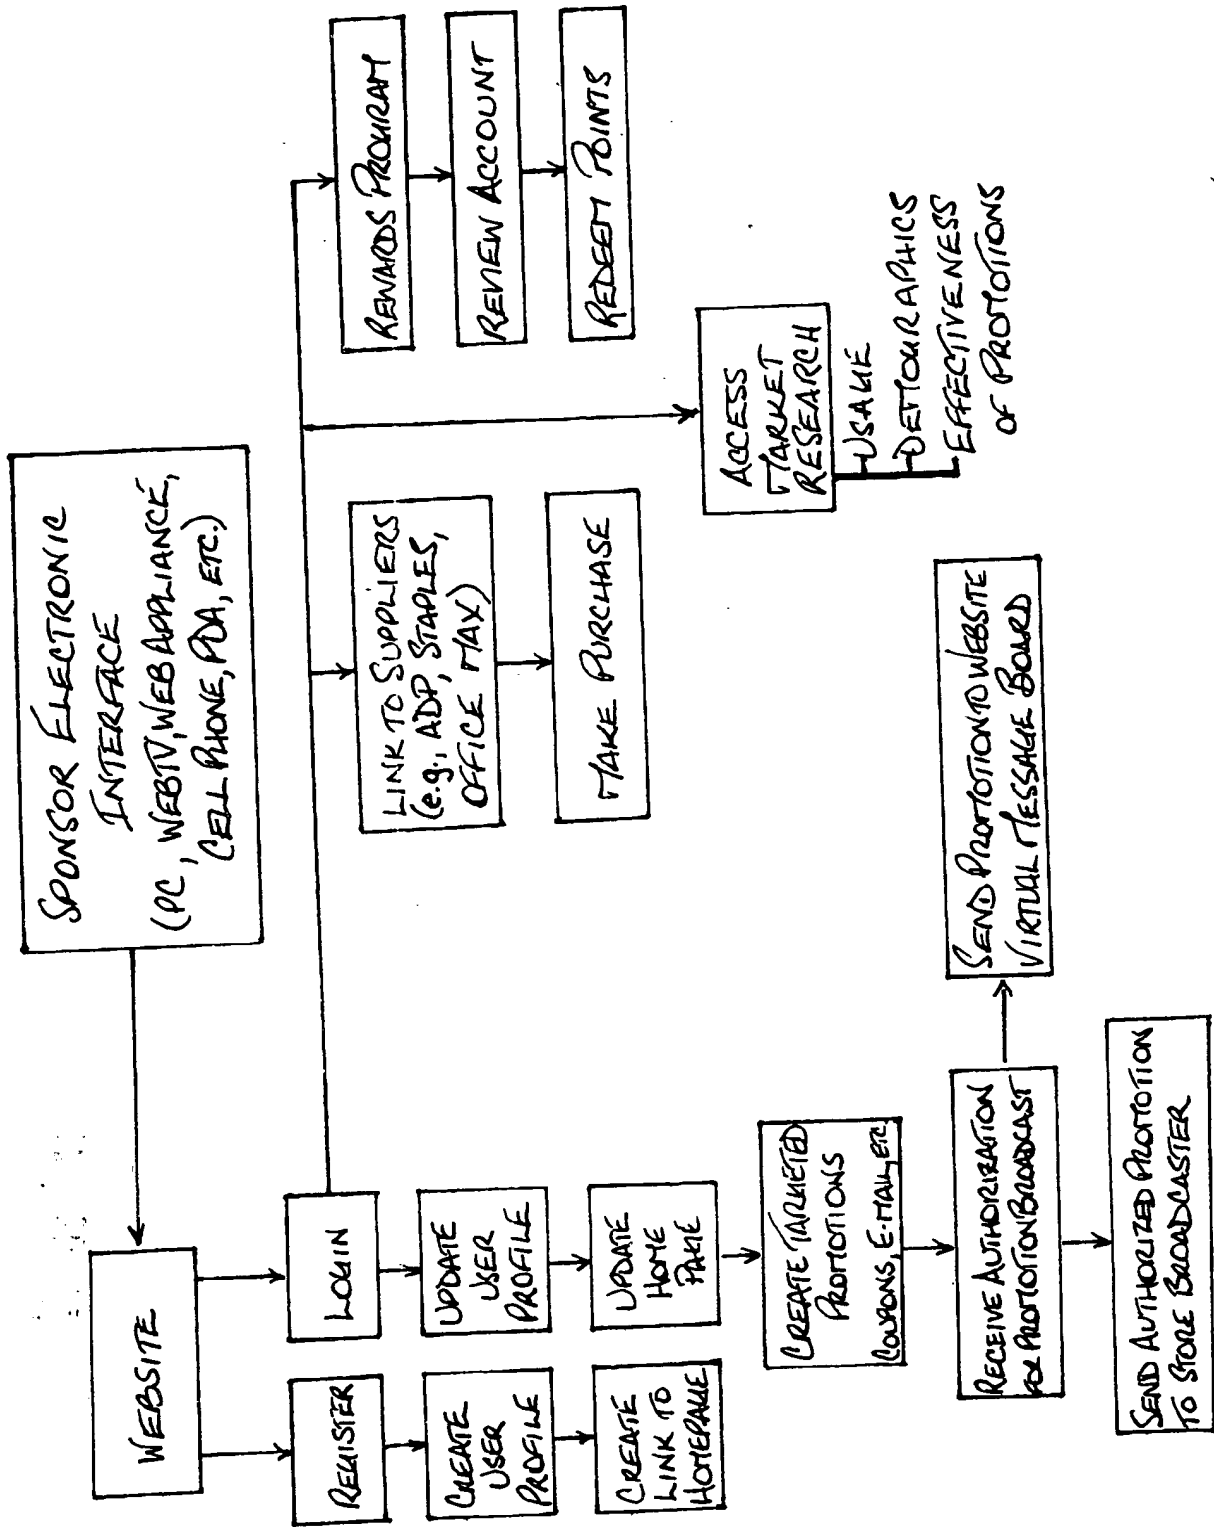 SPONSOR ELECTRONIC
INTERFACE
(PC, WEBTV, WEB APPLIANCE,
CELL PHONE, PDA, ETC.)
WEBSITE
REGISTER
CREATE
USER
PROFILE
CREATE
LINK TO
HOMEPAGE
LOGIN
UPDATE
USER
PROFILE
UPDATE
HOME
PAGE
CREATE TARGETED
PROMOTIONS
COUPONS, E-MAIL, ETC.
RECEIVE AUTHORIZATION
FOR PROMOTION BROADCAST
SEND PROMOTION TO WEBSITE
VIRTUAL MESSAGE BOARD
SEND AUTHORIZED PROMOTION
TO STORE BROADCASTER
LINK TO SUPPLIERS
(e.g., ADP, STAPLES,
OFFICE MAX)
MAKE PURCHASE
ACCESS
MARKET
RESEARCH
USAGE
DEMOGRAPHICS
EFFECTIVENESS
OF PROMOTIONS
REWARDS PROGRAM
REVIEW ACCOUNT
REDEEM POINTS